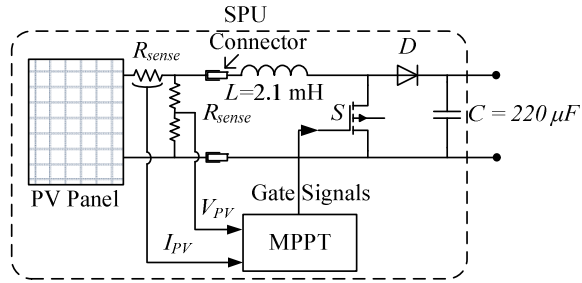 SPU
R_sense
Connector
D
L=2.1 mH
R_sense
S
C = 220 μF
PV Panel
Gate Signals
V_PV
I_PV
MPPT